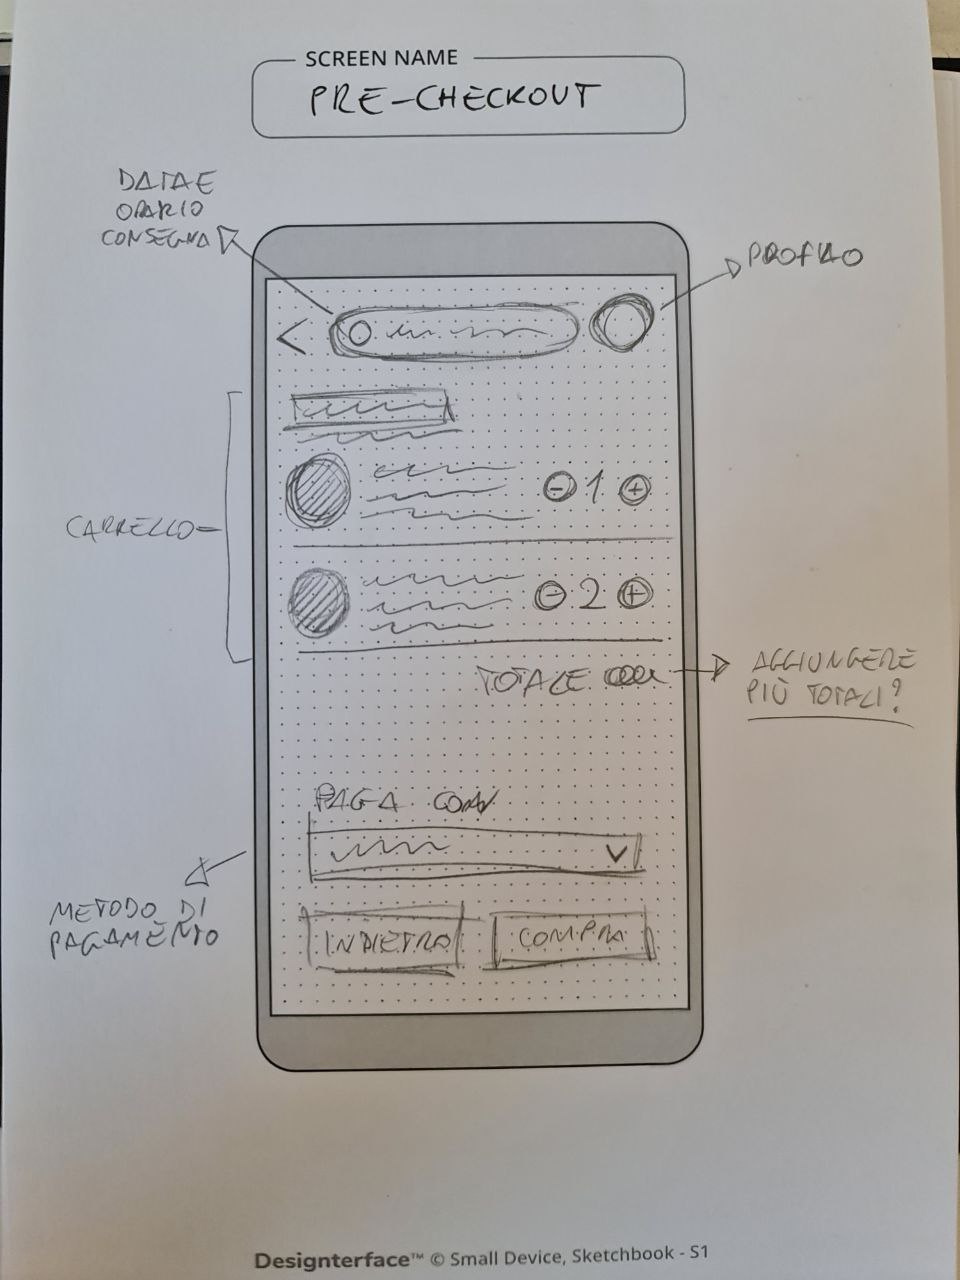 SCREEN NAME
PRE-CHECKOUT
DATA E
ORARIO
CONSEGNA
PROFILO
CARRELLO
1
2
TOTALE
AGGIUNGERE
PIÙ TOTALI?
PAGA CON
METODO DI
PAGAMENTO
INDIETRO
COMPRA
Designterface™ © Small Device, Sketchbook - S1